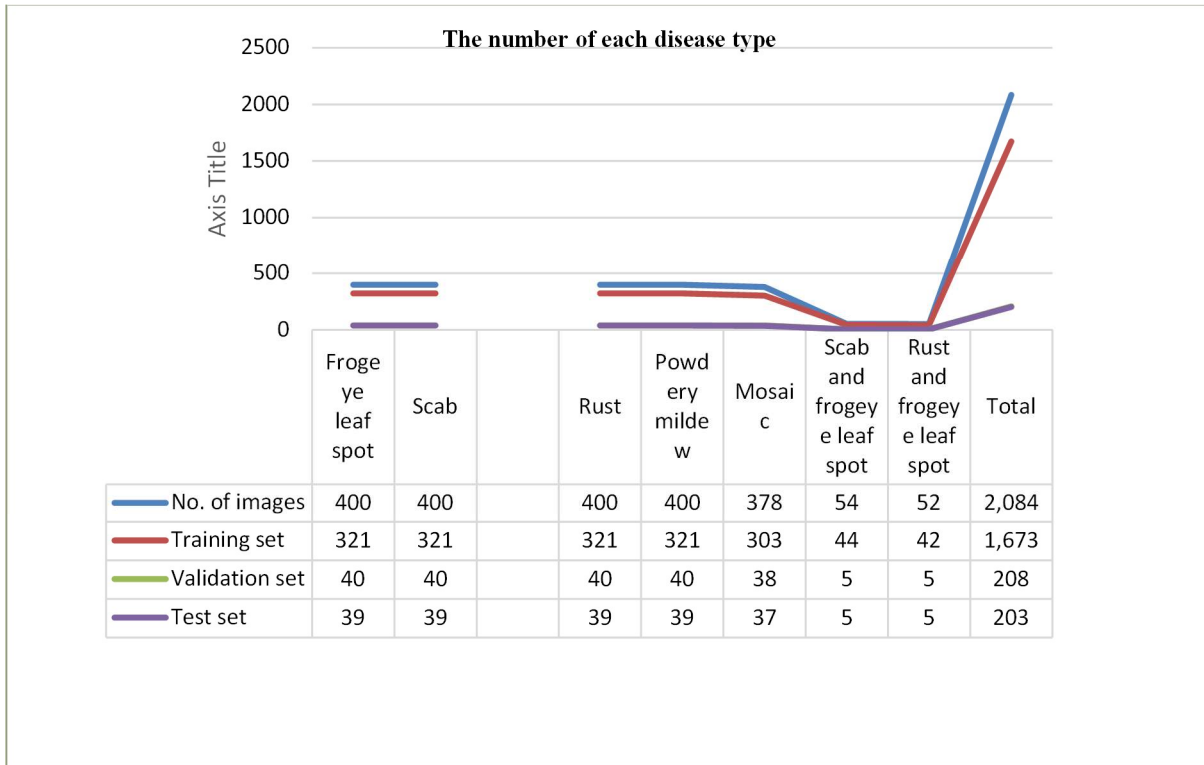 The number of each disease type
2500
2000
1500
1000
500
0
Axis Title
Froge
ye
leaf
spot
Scab
Rust
Powd
ery
milde
w
Mosai
c
Scab
and
frogey
e leaf
spot
Rust
and
frogey
e leaf
spot
Total
No. of images 400 400 400 400 378 54 52 2,084
Training set 321 321 321 321 303 44 42 1,673
Validation set 40 40 40 40 38 5 5 208
Test set 39 39 39 39 37 5 5 203